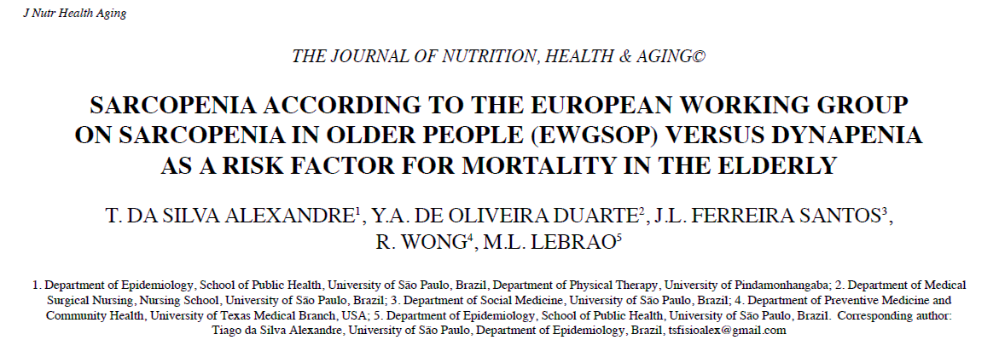 J Nutr Health Aging
THE JOURNAL OF NUTRITION, HEALTH & AGING©
SARCOPENIA ACCORDING TO THE EUROPEAN WORKING GROUP
ON SARCOPENIA IN OLDER PEOPLE (EWGSOP) VERSUS DYNAPENIA
AS A RISK FACTOR FOR MORTALITY IN THE ELDERLY
T. DA SILVA ALEXANDRE¹, Y.A. DE OLIVEIRA DUARTE², J.L. FERREIRA SANTOS³,
R. WONG⁴, M.L. LEBRAO⁵
1. Department of Epidemiology, School of Public Health, University of São Paulo, Brazil, Department of Physical Therapy, University of Pindamonhangaba; 2. Department of Medical
Surgical Nursing, Nursing School, University of São Paulo, Brazil; 3. Department of Social Medicine, University of São Paulo, Brazil; 4. Department of Preventive Medicine and
Community Health, University of Texas Medical Branch, USA; 5. Department of Epidemiology, School of Public Health, University of São Paulo, Brazil. Corresponding author:
Tiago da Silva Alexandre, University of São Paulo, Department of Epidemiology, Brazil, tsfisioalex@gmail.com